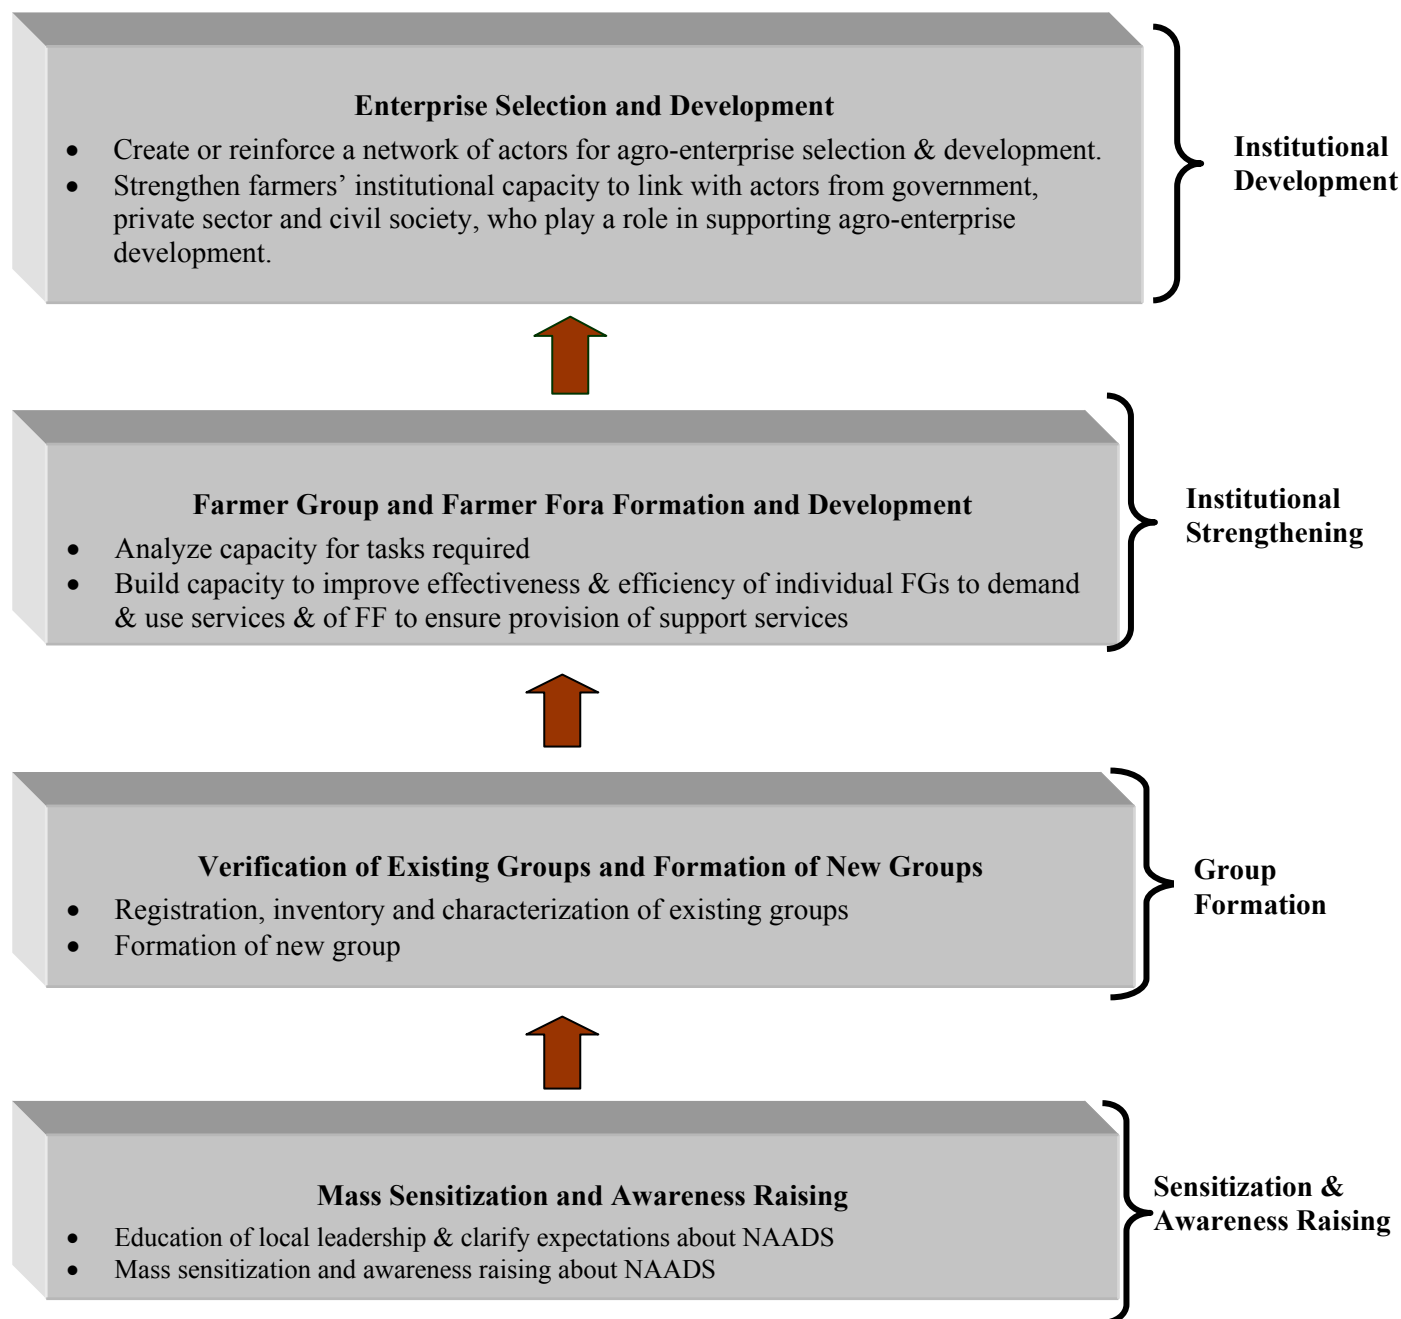 Enterprise Selection and Development
• Create or reinforce a network of actors for agro-enterprise selection & development.
• Strengthen farmers’ institutional capacity to link with actors from government,
private sector and civil society, who play a role in supporting agro-enterprise
development.
Institutional
Development
Farmer Group and Farmer Fora Formation and Development
• Analyze capacity for tasks required
• Build capacity to improve effectiveness & efficiency of individual FGs to demand
& use services & of FF to ensure provision of support services
Institutional
Strengthening
Verification of Existing Groups and Formation of New Groups
• Registration, inventory and characterization of existing groups
• Formation of new group
Group
Formation
Mass Sensitization and Awareness Raising
• Education of local leadership & clarify expectations about NAADS
• Mass sensitization and awareness raising about NAADS
Sensitization &
Awareness Raising